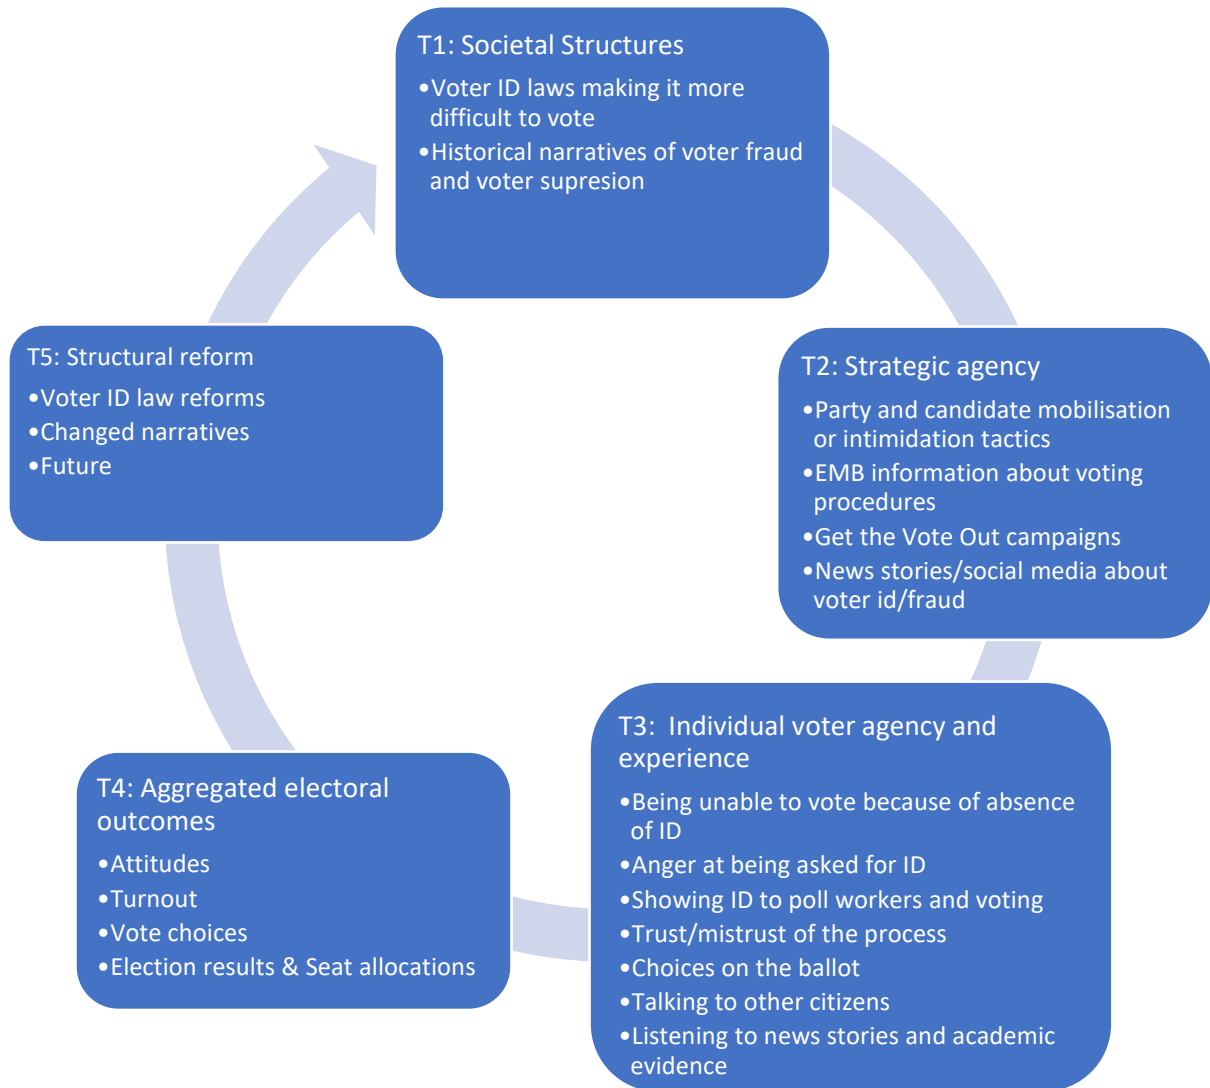 T1: Societal Structures
•Voter ID laws making it more
difficult to vote
•Historical narratives of voter fraud
and voter supresion
T2: Strategic agency
•Party and candidate mobilisation
or intimidation tactics
•EMB information about voting
procedures
•Get the Vote Out campaigns
•News stories/social media about
voter id/fraud
T3:  Individual voter agency and
experience
•Being unable to vote because of absence
of ID
•Anger at being asked for ID
•Showing ID to poll workers and voting
•Trust/mistrust of the process
•Choices on the ballot
•Talking to other citizens
•Listening to news stories and academic
evidence
T4: Aggregated electoral
outcomes
•Attitudes
•Turnout
•Vote choices
•Election results & Seat allocations
T5: Structural reform
•Voter ID law reforms
•Changed narratives
•Future